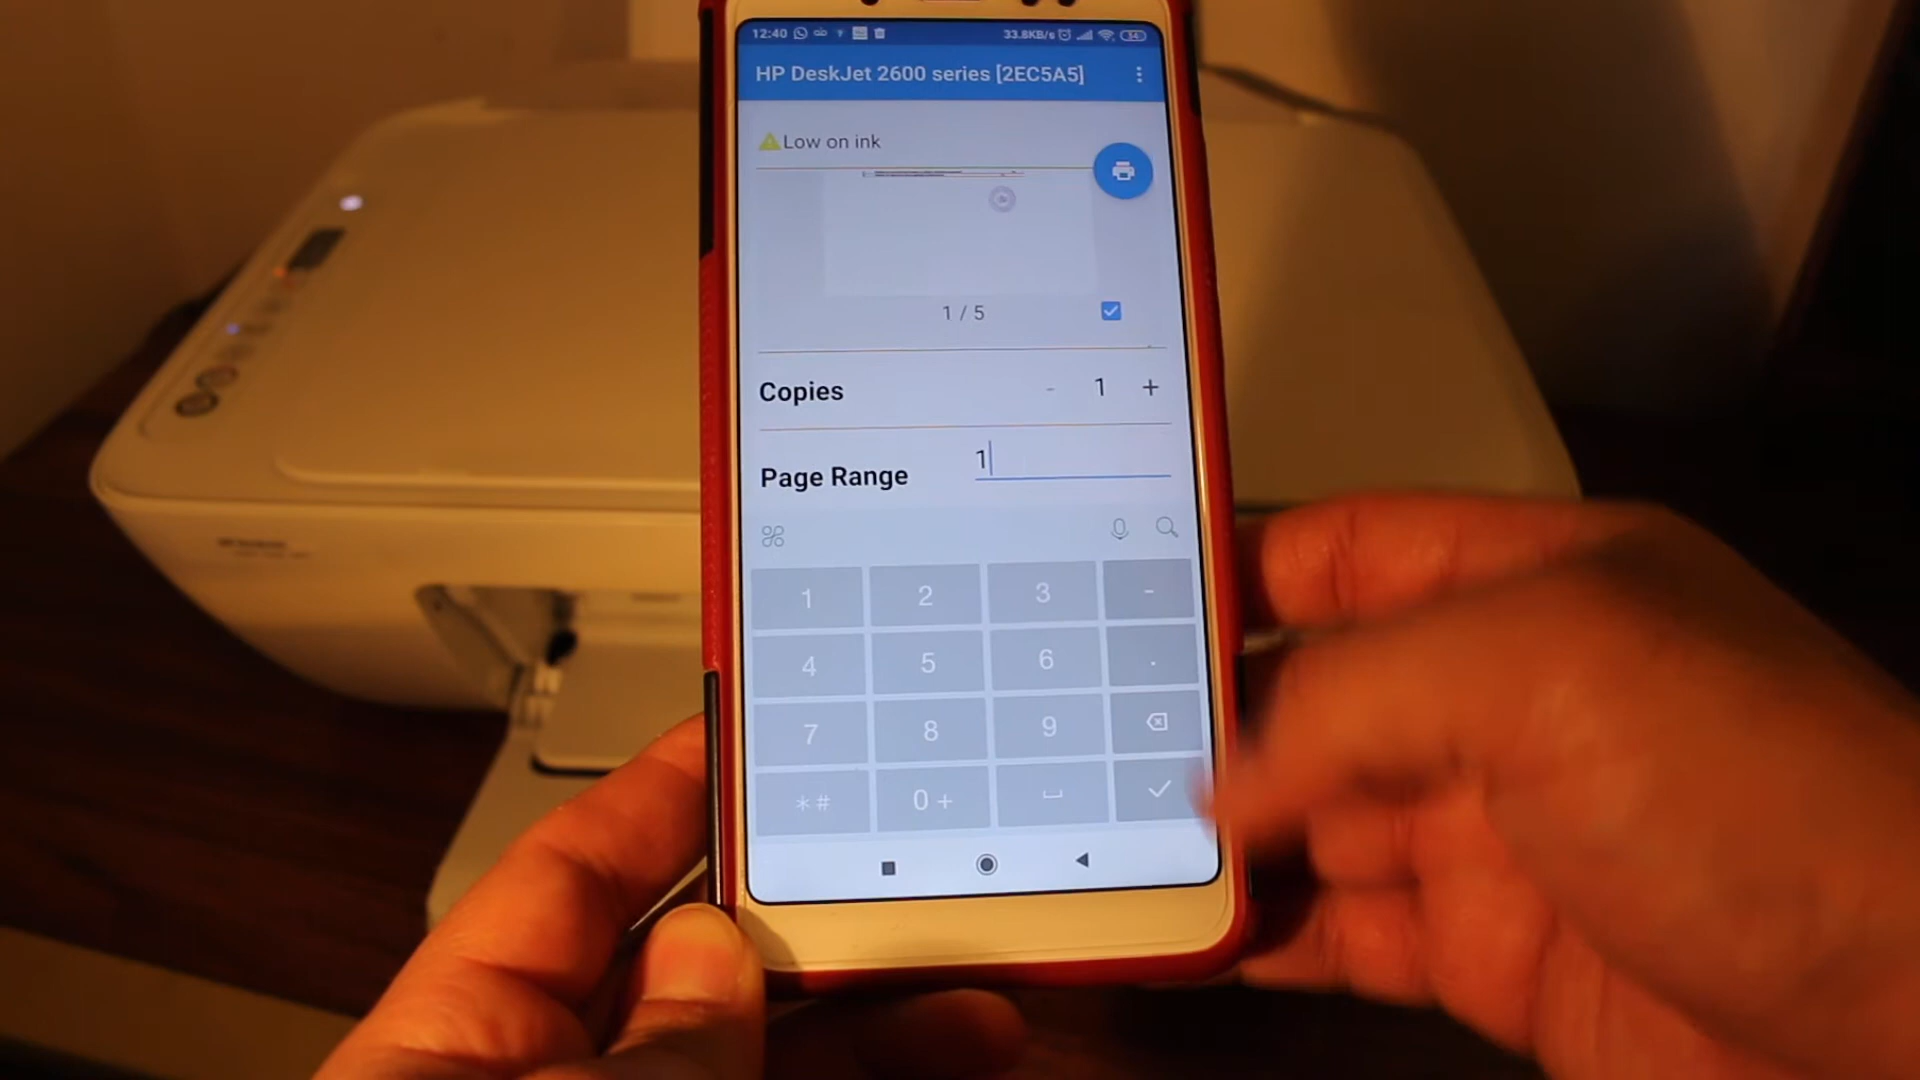 12:40 33.8KB/s 34
HP DeskJet 2600 series [2EC5A5]
Low on ink
1 / 5
Copies - 1 +
Page Range 1
1 2 3 -
4 5 6 .
7 8 9
* # 0 +